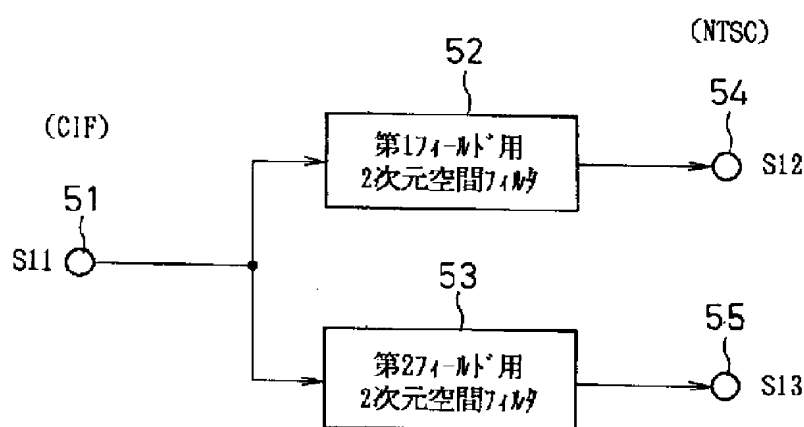 (NTSC)
52
54
(CIF)
第1フィールド用
2次元空間フィルタ
S12
51
S11
53
55
第2フィールド用
2次元空間フィルタ
S13